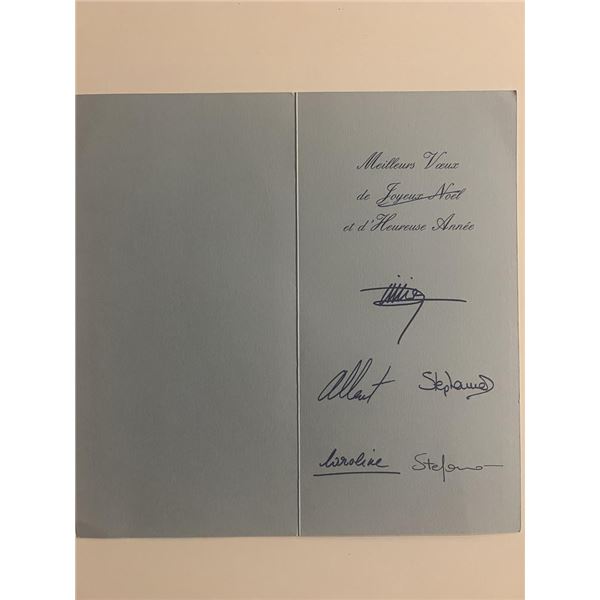 Meilleurs Vœux
de Joyeux Noël
et d'Heureuse Année
Albert Stephanie
Caroline Stefano